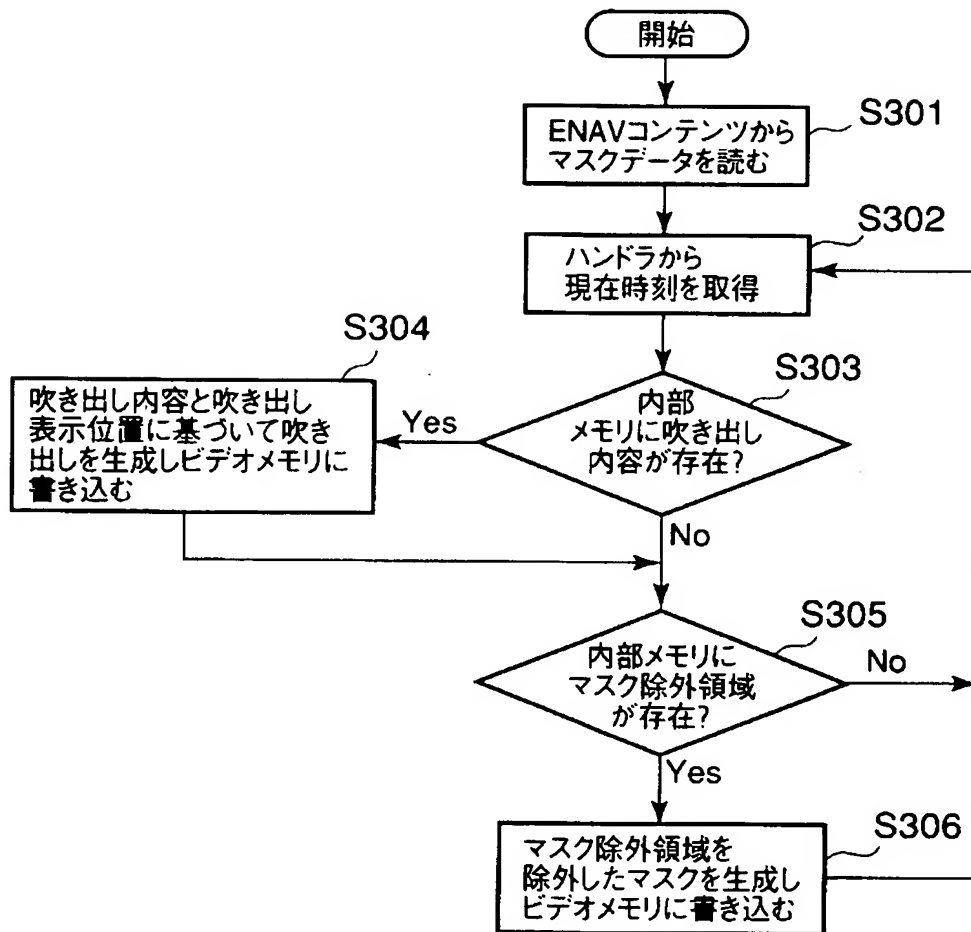 開始
S301
ENAVコンテンツから
マスクデータを読む
S302
ハンドラから
現在時刻を取得
S304
吹き出し内容と吹き出し
表示位置に基づいて吹き
出しを生成しビデオメモリに
書き込む
Yes
S303
内部
メモリに吹き出し
内容が存在?
No
S305
内部メモリに
マスク除外領域
が存在?
No
Yes
S306
マスク除外領域を
除外したマスクを生成し
ビデオメモリに書き込む